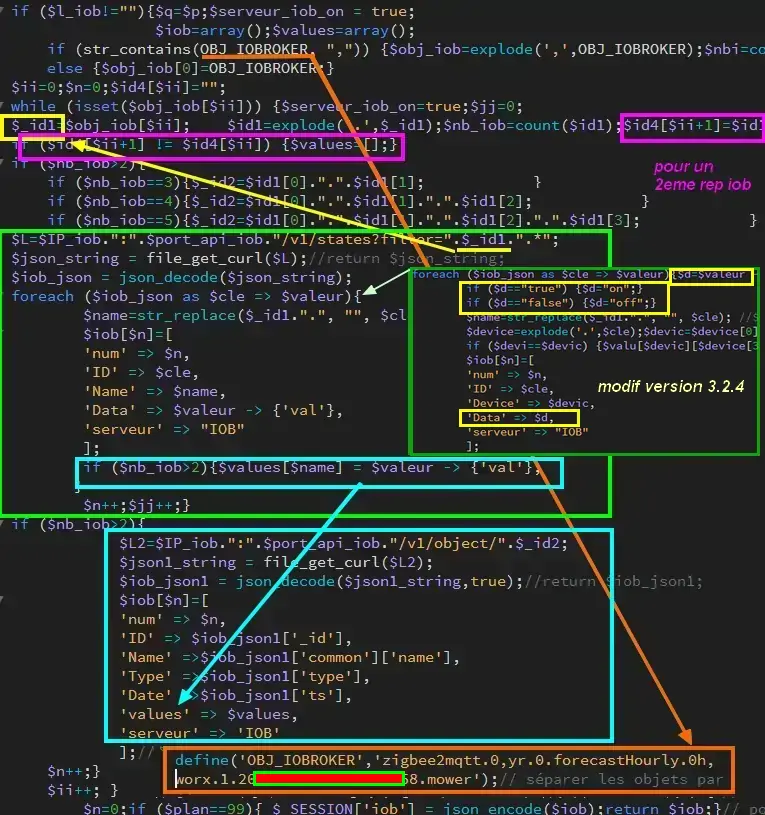 if ($l_iob!=""){$q=$p;$serveur_iob_on = true;
$iob=array();$values=array();
if (str_contains(OBJ_IOBROKER, ",")) {$obj_iob=explode(',',OBJ_IOBROKER);$nbi=co
else {$obj_iob[0]=OBJ_IOBROKER;}
$ii=0;$n=0;$id4[$ii]="";
while (isset($obj_iob[$ii])) {$serveur_iob_on=true;$jj=0;
$_id1=$obj_iob[$ii]; $id1=explode('.',$_id1);$nb_iob=count($id1);$id4[$ii+1]=$id1
if ($id4[$ii+1] != $id4[$ii]) {$values=[];}
pour un
2eme rep iob
if ($nb_iob>2){
if ($nb_iob==3){$_id2=$id1[0].".".$id1[1]; }
if ($nb_iob==4){$_id2=$id1[0].".".$id1[1].".".$id1[2]; }
if ($nb_iob==5){$_id2=$id1[0].".".$id1[1].".".$id1[2].".".$id1[3]; }
$L=$IP_iob.":".$port_api_iob."/v1/states?filter=".$_id1.".*";
$json_string = file_get_curl($L);//return $json_string;
$iob_json = json_decode($json_string);
foreach ($iob_json as $cle => $valeur){
$name=str_replace($_id1.".", "", $cl
$iob[$n]=[
'num' => $n,
'ID' => $cle,
'Name' => $name,
'Data' => $valeur -> {'val'},
'serveur' => "IOB"
];
if ($nb_iob>2){$values[$name] = $valeur -> {'val'};
}
$n++;$jj++;}
foreach ($iob_json as $cle => $valeur){$d=$valeur
if ($d=="true") {$d="on";}
if ($d=="false") {$d="off";}
$name=str_replace($_id1.".", "", $cle); //$
$device=explode('.',$cle);$devic=$device[0]
if ($devi==$devic) {$valu[$devic][$device[3
$iob[$n]=[
'num' => $n,
'ID' => $cle,
'Device' => $devic,
modif version 3.2.4
'Data' => $d,
'serveur' => "IOB"
];
if ($nb_iob>2){
$L2=$IP_iob.":".$port_api_iob."/v1/object/".$_id2;
$json1_string = file_get_curl($L2);
$iob_json1 = json_decode($json1_string,true);//return $iob_json1;
$iob[$n]=[
'num' => $n,
'ID' => $iob_json1['_id'],
'Name' =>$iob_json1['common']['name'],
'Type' =>$iob_json1['type'],
'Date' =>$iob_json1['ts'],
'values' => $values,
'serveur' => 'IOB'
];//
define('OBJ_IOBROKER','zigbee2mqtt.0,yr.0.forecastHourly.0h,
worx.1.20 58.mower');// séparer les objets par
$n++;}
$ii++; }
$n=0;if ($plan==99){ $_SESSION['iob'] = json_encode($iob);return $iob;}// po